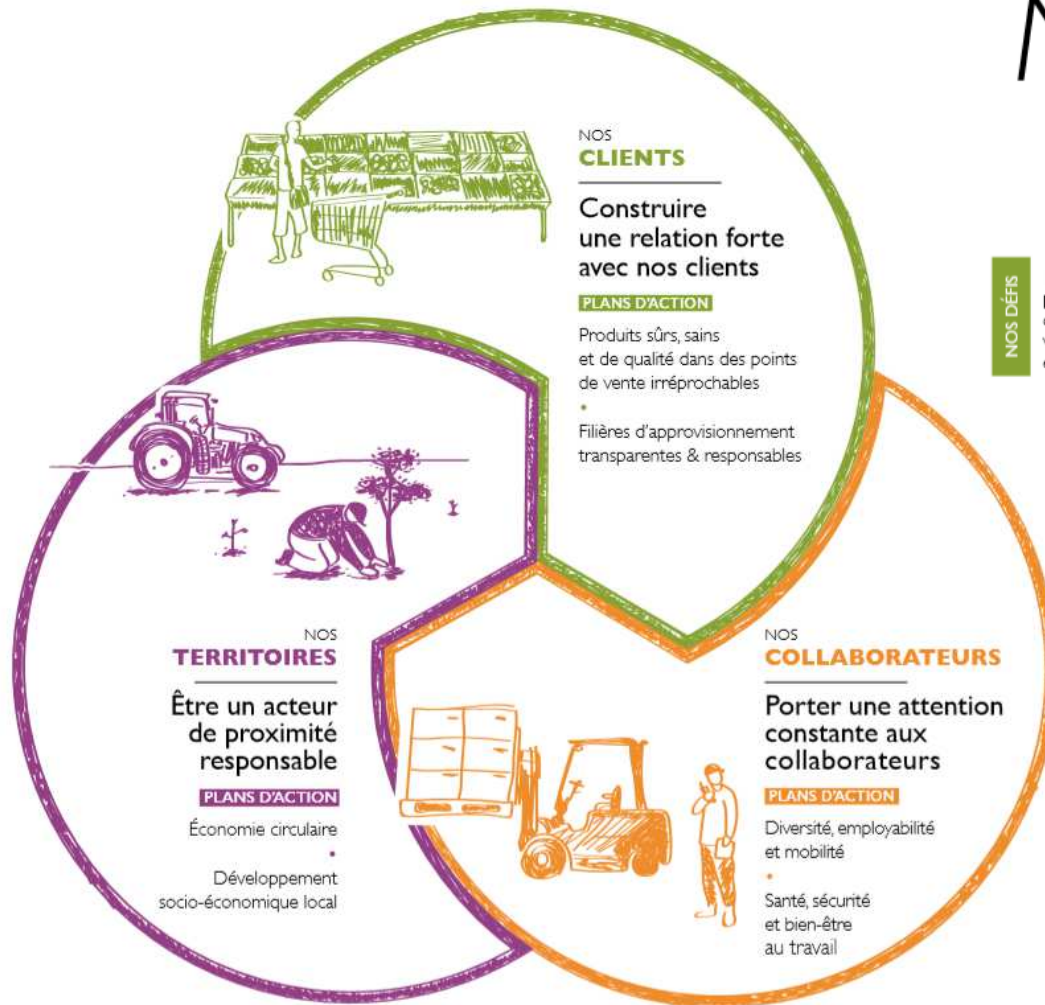 NOS
CLIENTS
Construire
une relation forte
avec nos clients
PLANS D'ACTION
Produits sûrs, sains
et de qualité dans des points
de vente irréprochables
•
Filières d'approvisionnement
transparentes & responsables
NOS DÉFIS
NOS
TERRITOIRES
Être un acteur
de proximité
responsable
PLANS D'ACTION
Économie circulaire
•
Développement
socio-économique local
NOS
COLLABORATEURS
Porter une attention
constante aux
collaborateurs
PLANS D'ACTION
Diversité, employabilité
et mobilité
•
Santé, sécurité
et bien-être
au travail